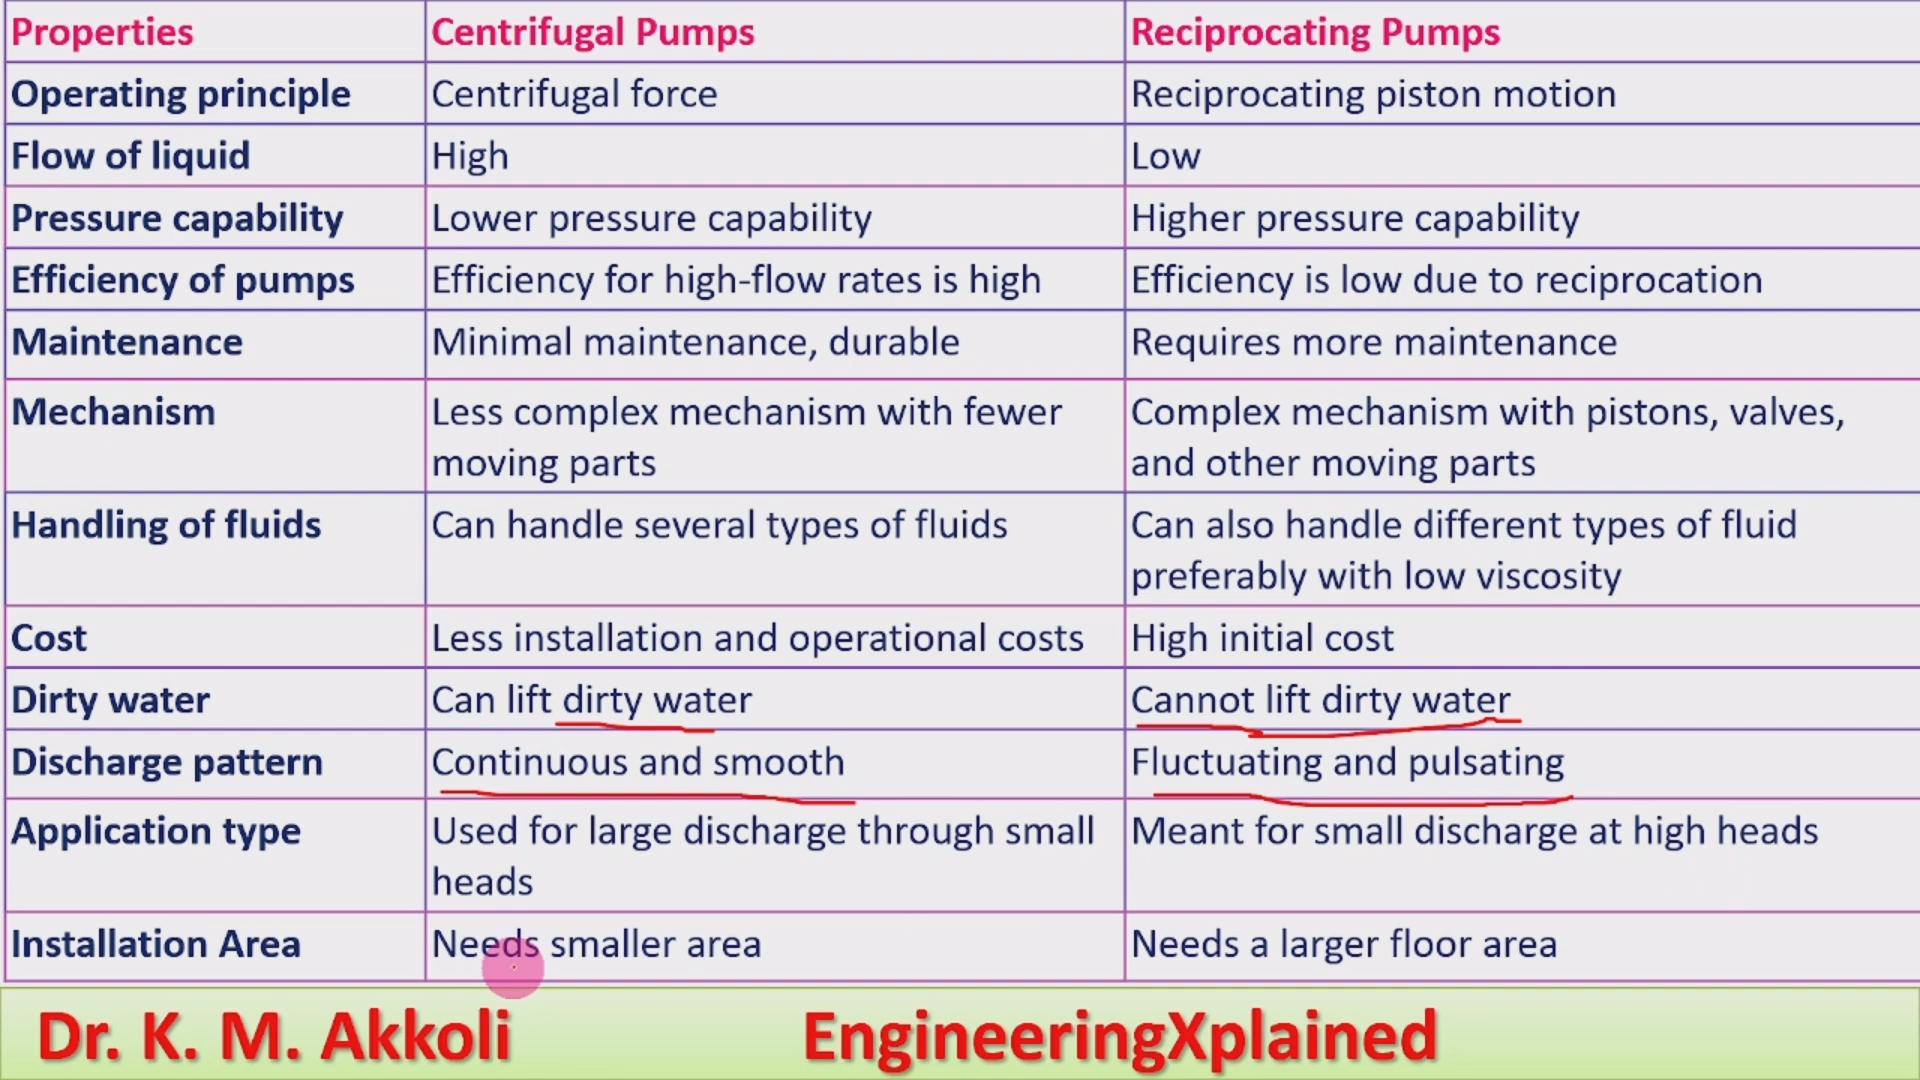 Properties Centrifugal Pumps Reciprocating Pumps
Operating principle Centrifugal force Reciprocating piston motion
Flow of liquid High Low
Pressure capability Lower pressure capability Higher pressure capability
Efficiency of pumps Efficiency for high-flow rates is high Efficiency is low due to reciprocation
Maintenance Minimal maintenance, durable Requires more maintenance
Mechanism Less complex mechanism with fewer Complex mechanism with pistons, valves,
moving parts and other moving parts
Handling of fluids Can handle several types of fluids Can also handle different types of fluid
preferably with low viscosity
Cost Less installation and operational costs High initial cost
Dirty water Can lift dirty water Cannot lift dirty water
Discharge pattern Continuous and smooth Fluctuating and pulsating
Application type Used for large discharge through small Meant for small discharge at high heads
heads
Installation Area Needs smaller area Needs a larger floor area
Dr. K. M. Akkoli EngineeringXplained